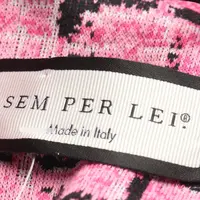 SEM PER LEI.®
Made in Italy